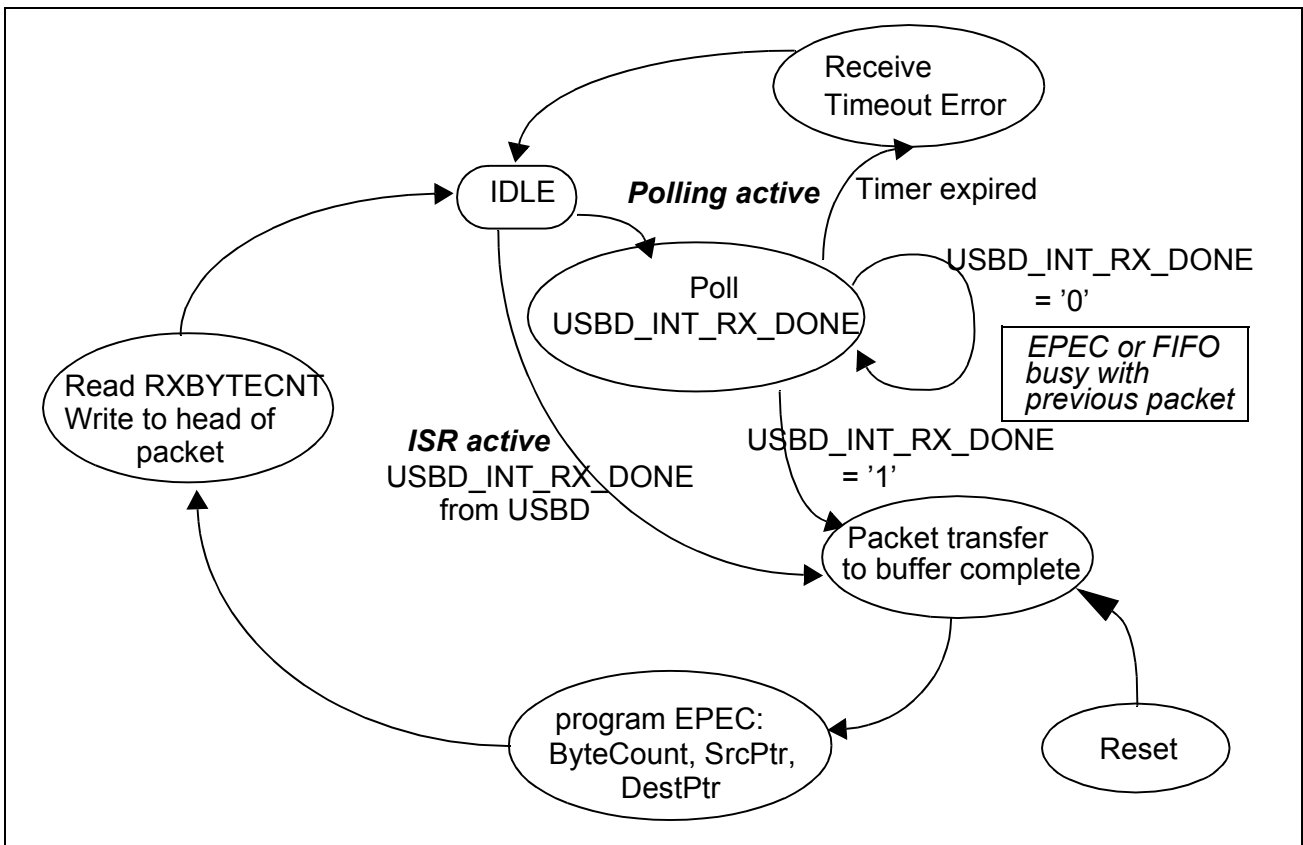 Receive
Timeout Error
IDLE
Polling active
Timer expired
USBD_INT_RX_DONE
= '0'
Poll
USBD_INT_RX_DONE
EPEC or FIFO
busy with
previous packet
Read RXBYTECNT
Write to head of
packet
ISR active
USBD_INT_RX_DONE
from USBD
USBD_INT_RX_DONE
= '1'
Packet transfer
to buffer complete
program EPEC:
ByteCount, SrcPtr,
DestPtr
Reset